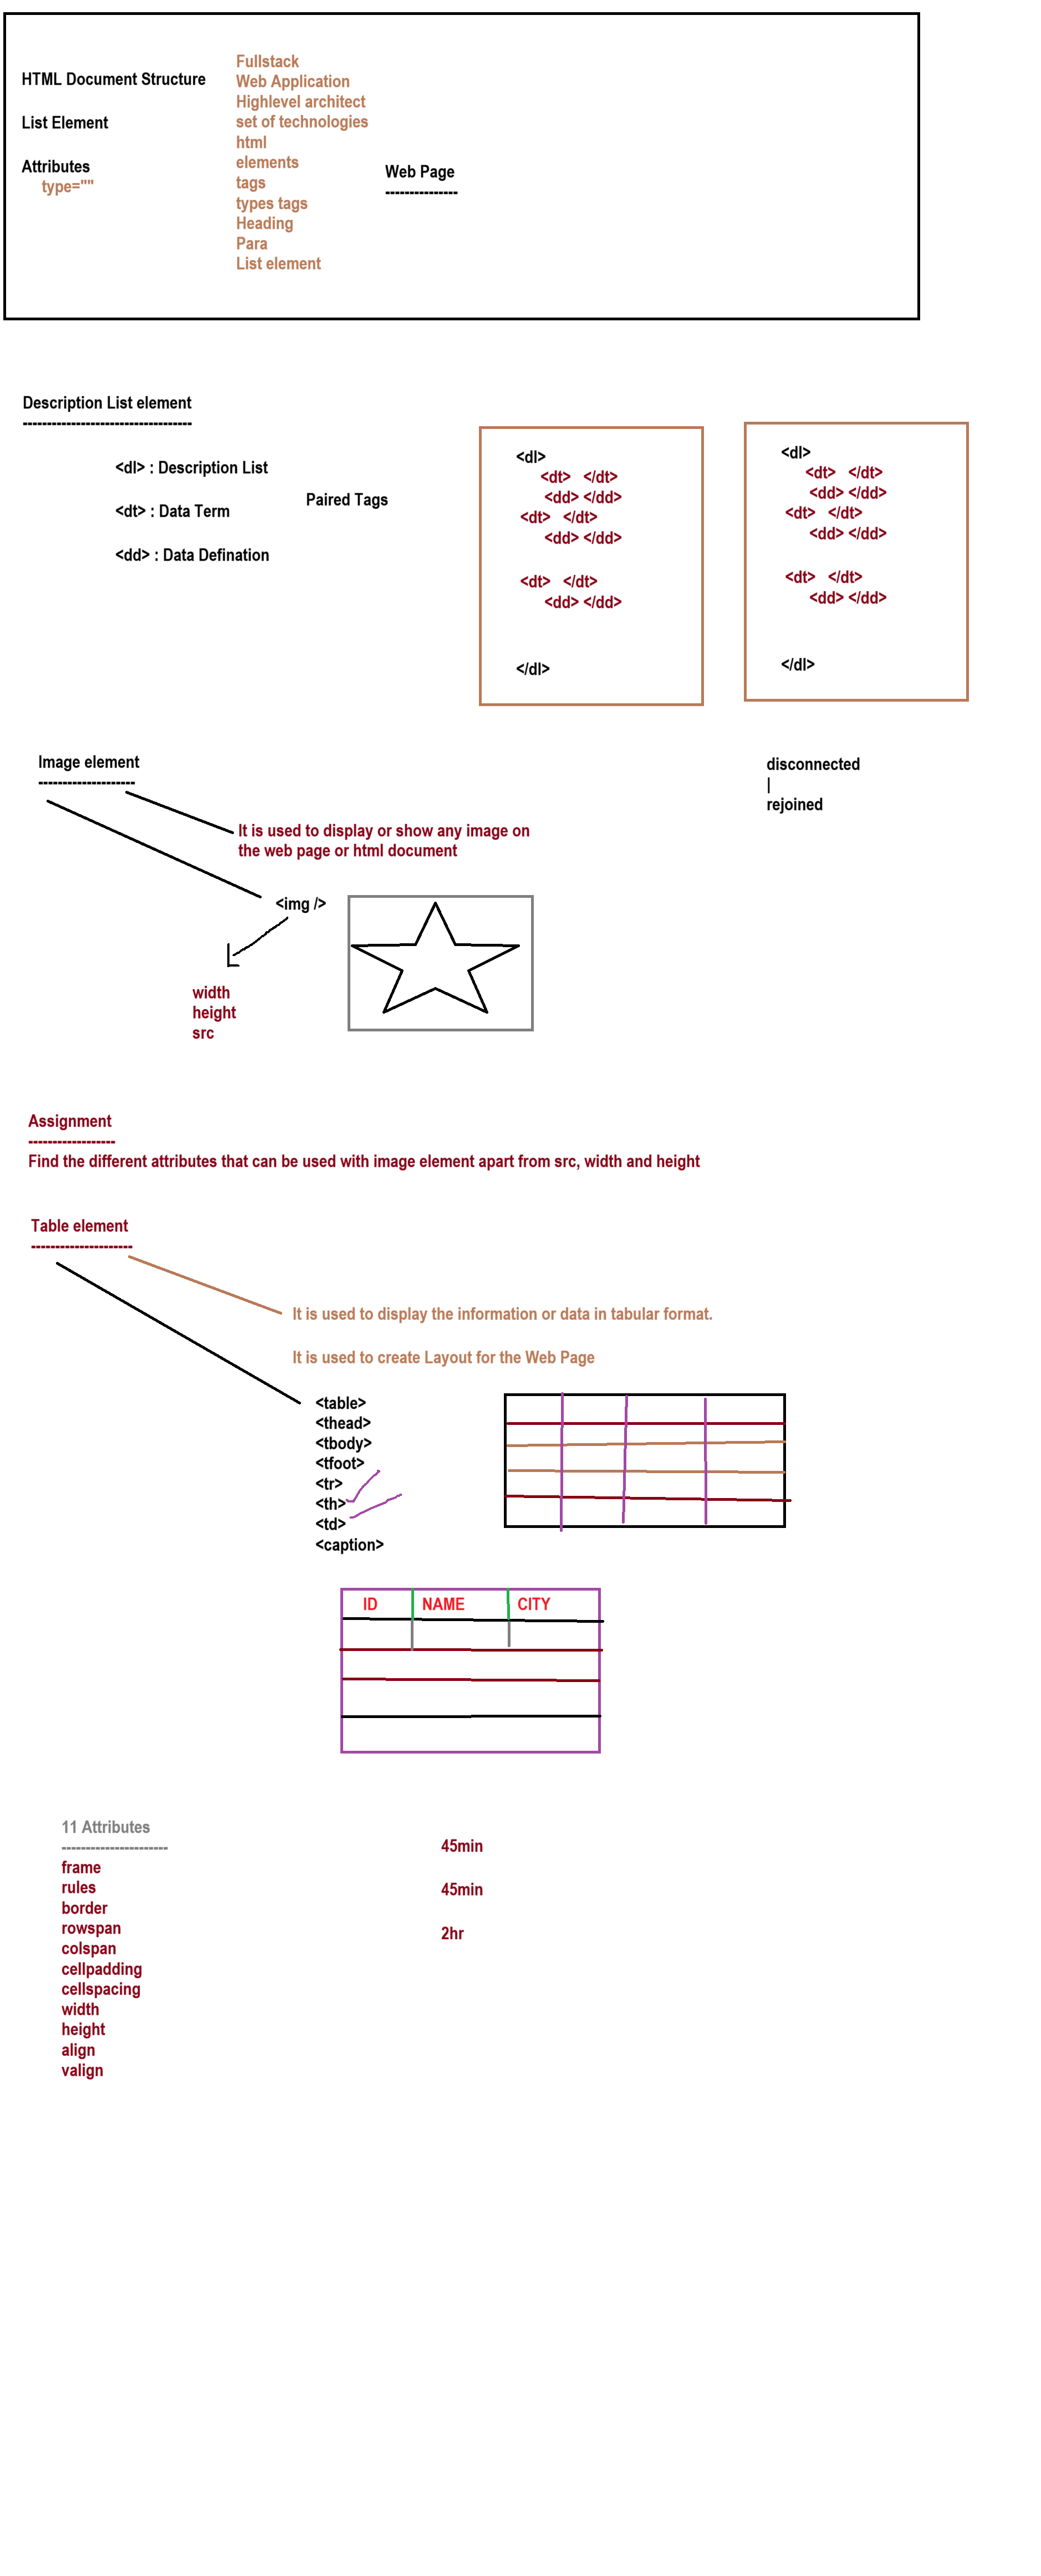 HTML Document Structure
List Element
Attributes
type=""
Fullstack
Web Application
Highlevel architect
set of technologies
html
elements
tags
types tags
Heading
Para
List element
Web Page
---------------
Description List element
-----------------------------------
<dl> : Description List
<dt> : Data Term
<dd> : Data Defination
Paired Tags
<dl>
<dt> </dt>
<dd> </dd>
<dt> </dt>
<dd> </dd>
<dt> </dt>
<dd> </dd>
</dl>
<dl>
<dt> </dt>
<dd> </dd>
<dt> </dt>
<dd> </dd>
<dt> </dt>
<dd> </dd>
</dl>
Image element
--------------------
disconnected
|
rejoined
It is used to display or show any image on
the web page or html document
<img />
width
height
src
Assignment
------------------
Find the different attributes that can be used with image element apart from src, width and height
Table element
---------------------
It is used to display the information or data in tabular format.
It is used to create Layout for the Web Page
<table>
<thead>
<tbody>
<tfoot>
<tr>
<th>
<td>
<caption>
ID NAME CITY
11 Attributes
----------------------
frame
rules
border
rowspan
colspan
cellpadding
cellspacing
width
height
align
valign
45min
45min
2hr